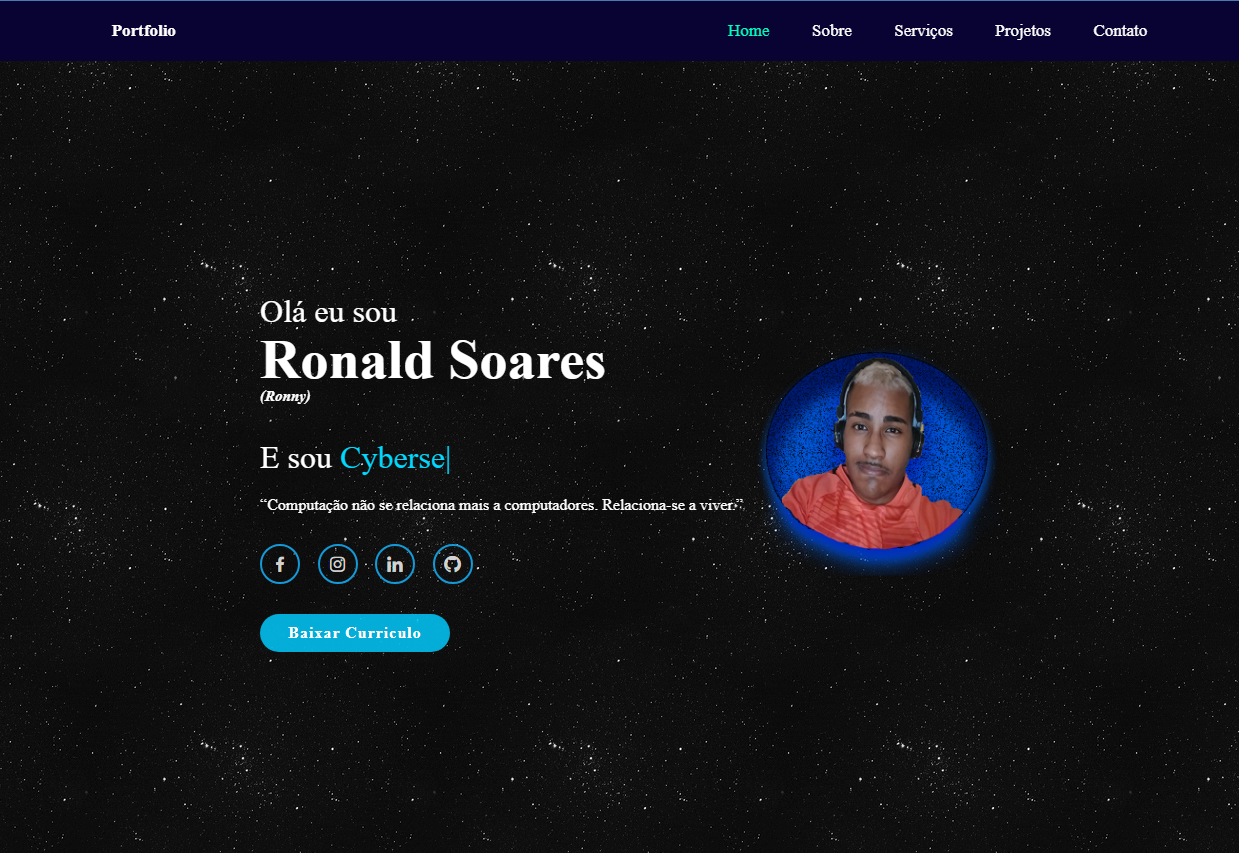 Portfolio
Home Sobre Serviços Projetos Contato
Olá eu sou
Ronald Soares
(Ronny)
E sou Cyberse|
“Computação não se relaciona mais a computadores. Relaciona-se a viver.”
Baixar Curriculo